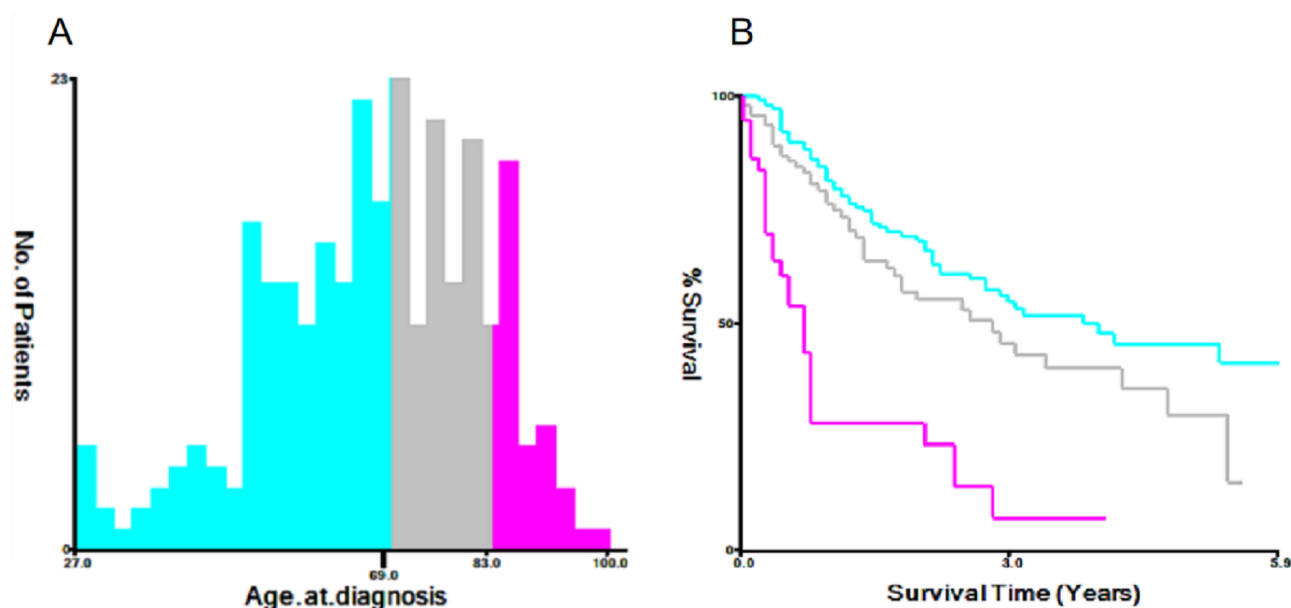 A
23
No. of Patients
0
27.0
69.0
83.0
100.0
Age.at.diagnosis
B
100
% Survival
50
0
0.0
3.0
5.9
Survival Time (Years)